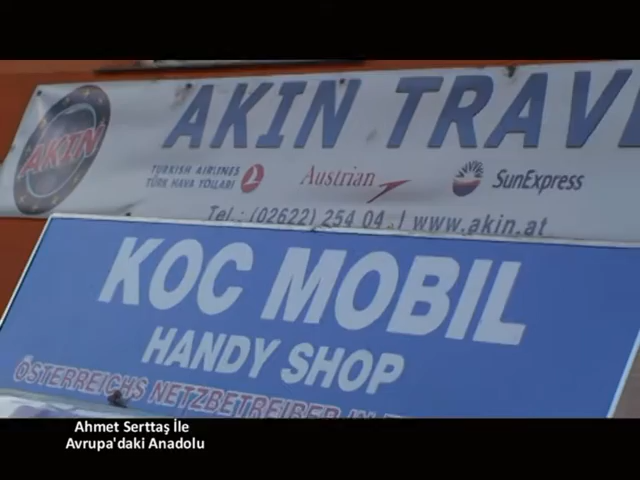 AKIN TRAV
AKIN
TURKISH AIRLINES
TÜRK HAVA YOLLARI
Austrian
SunExpress
Tel.: (02622) 254 04 | www.akin.at
KOC MOBIL
HANDY SHOP
ÖSTERREICHS NETZBETREIBER IN
Ahmet Serttaş İle
Avrupa'daki Anadolu